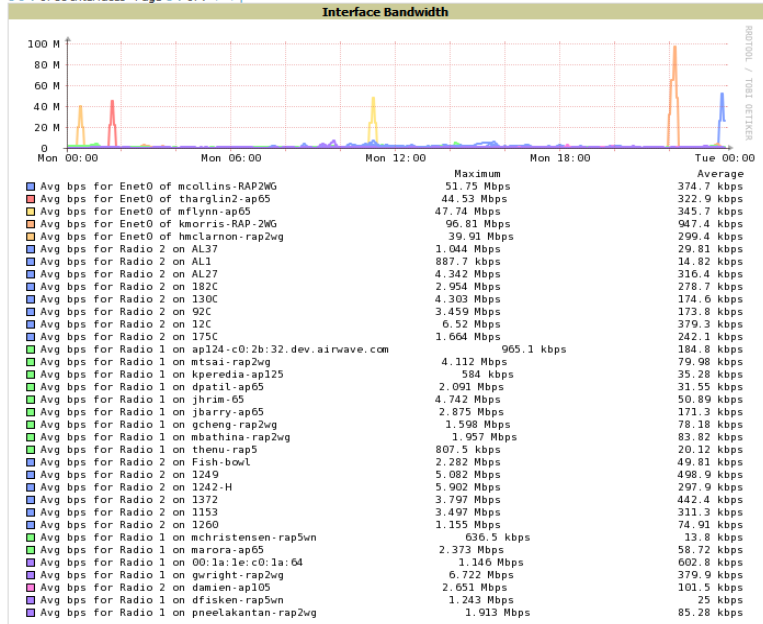 Interface Bandwidth
RRDTOOL / TOBI OETIKER
100 M
80 M
60 M
40 M
20 M
0
Mon 00:00 Mon 06:00 Mon 12:00 Mon 18:00 Tue 00:00
Maximum Average
Avg bps for Enet0 of mcollins-RAP2WG 51.75 Mbps 374.7 kbps
Avg bps for Enet0 of tharglin2-ap65 44.53 Mbps 322.9 kbps
Avg bps for Enet0 of mflynn-ap65 47.74 Mbps 345.7 kbps
Avg bps for Enet0 of kmorris-RAP-2WG 96.81 Mbps 947.4 kbps
Avg bps for Enet0 of hmclarnon-rap2wg 39.91 Mbps 299.4 kbps
Avg bps for Radio 2 on AL37 1.044 Mbps 29.81 kbps
Avg bps for Radio 2 on AL1 887.7 kbps 14.82 kbps
Avg bps for Radio 2 on AL27 4.342 Mbps 316.4 kbps
Avg bps for Radio 2 on 182C 2.954 Mbps 278.7 kbps
Avg bps for Radio 2 on 130C 4.303 Mbps 174.6 kbps
Avg bps for Radio 2 on 92C 3.459 Mbps 173.8 kbps
Avg bps for Radio 2 on 12C 6.52 Mbps 379.3 kbps
Avg bps for Radio 2 on 175C 1.664 Mbps 242.1 kbps
Avg bps for Radio 1 on ap124-c0:2b:32.dev.airwave.com 965.1 kbps 184.8 kbps
Avg bps for Radio 1 on mtsai-rap2wg 4.112 Mbps 79.98 kbps
Avg bps for Radio 1 on kperedia-ap125 584 kbps 35.28 kbps
Avg bps for Radio 1 on dpatil-ap65 2.091 Mbps 31.55 kbps
Avg bps for Radio 1 on jhrim-65 4.742 Mbps 50.89 kbps
Avg bps for Radio 1 on jbarry-ap65 2.875 Mbps 171.3 kbps
Avg bps for Radio 1 on gcheng-rap2wg 1.598 Mbps 78.18 kbps
Avg bps for Radio 1 on mbathina-rap2wg 1.957 Mbps 83.82 kbps
Avg bps for Radio 1 on thenu-rap5 807.5 kbps 20.12 kbps
Avg bps for Radio 2 on Fish-bowl 2.282 Mbps 49.81 kbps
Avg bps for Radio 2 on 1249 5.082 Mbps 498.9 kbps
Avg bps for Radio 2 on 1242-H 5.902 Mbps 297.9 kbps
Avg bps for Radio 2 on 1372 3.797 Mbps 442.4 kbps
Avg bps for Radio 2 on 1153 3.497 Mbps 311.3 kbps
Avg bps for Radio 2 on 1260 1.155 Mbps 74.91 kbps
Avg bps for Radio 1 on mchristensen-rap5wn 636.5 kbps 13.8 kbps
Avg bps for Radio 1 on marora-ap65 2.373 Mbps 58.72 kbps
Avg bps for Radio 1 on 00:1a:1e:c0:1a:64 1.146 Mbps 602.8 kbps
Avg bps for Radio 1 on gwright-rap2wg 6.722 Mbps 379.9 kbps
Avg bps for Radio 2 on damien-ap105 2.651 Mbps 101.5 kbps
Avg bps for Radio 1 on dfisken-rap5wn 1.243 Mbps 25 kbps
Avg bps for Radio 1 on pneelakantan-rap2wg 1.913 Mbps 85.28 kbps